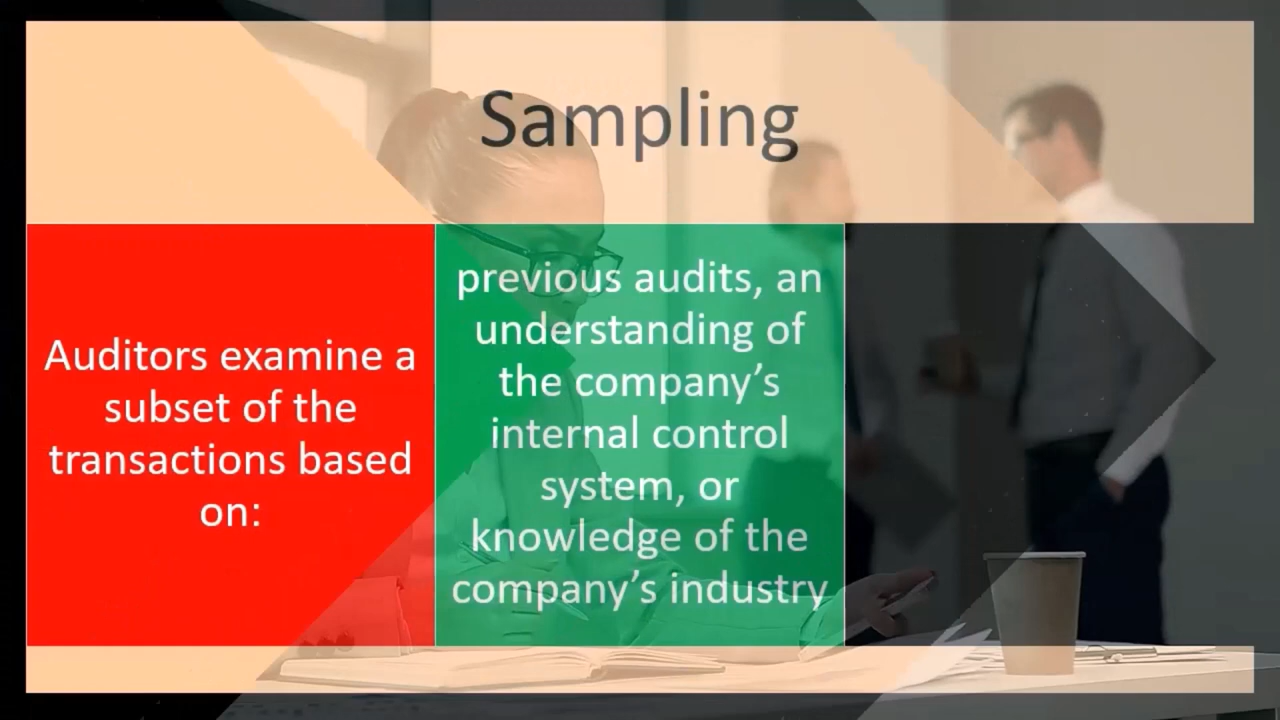 Sampling
Auditors examine a
subset of the
transactions based
on:
previous audits, an
understanding of
the company’s
internal control
system, or
knowledge of the
company’s industry